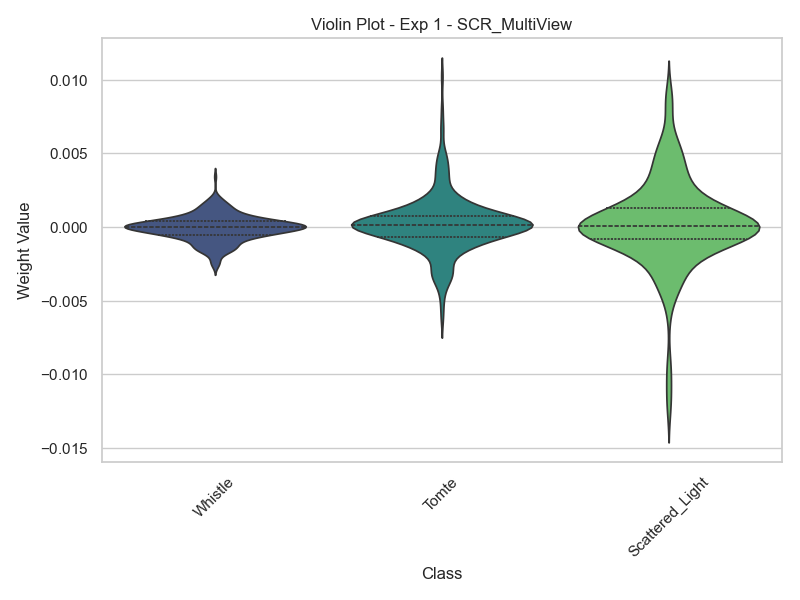 Violin Plot - Exp 1 - SCR_MultiView
Weight Value
0.010
0.005
0.000
−0.005
−0.010
−0.015
Whistle
Tomte
Scattered_Light
Class